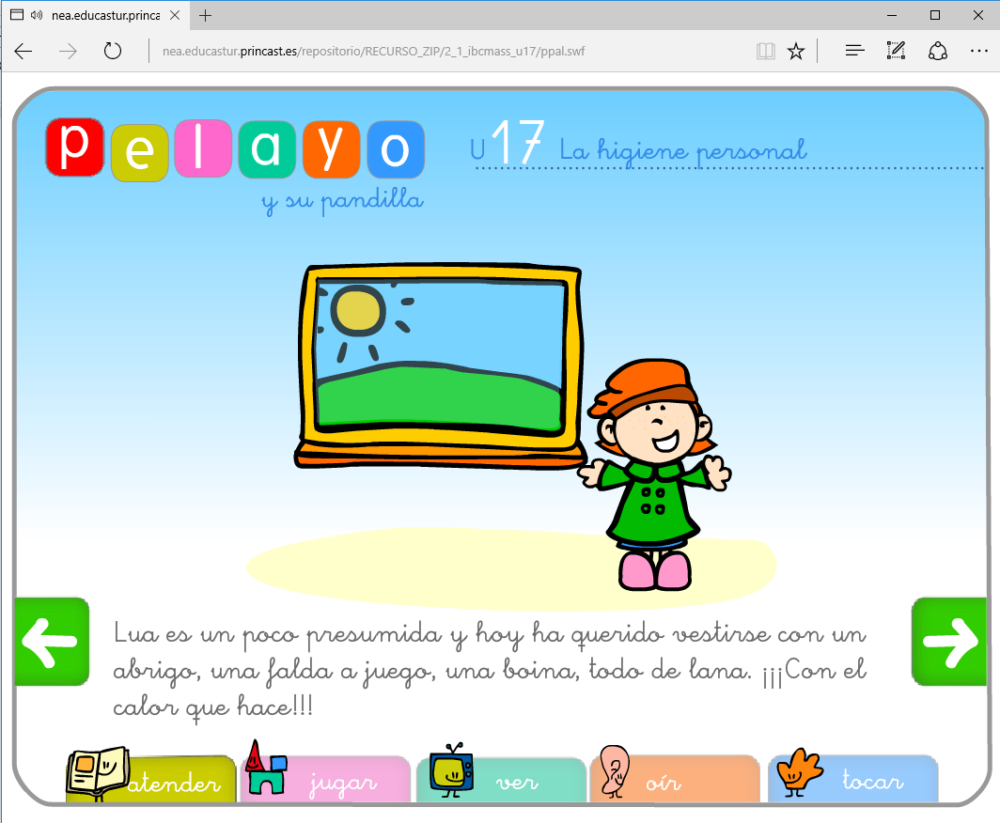 nea.educastur.princa
nea.educastur.princast.es/repositorio/RECURSO_ZIP/2_1_ibcmass_u17/ppal.swf
pelayo
y su pandilla
U17 La higiene personal
Lua es un poco presumida y hoy ha querido vestirse con un
abrigo, una falda a juego, una boina, todo de lana. ¡¡¡Con el
calor que hace!!!
atender
jugar
ver
oír
tocar